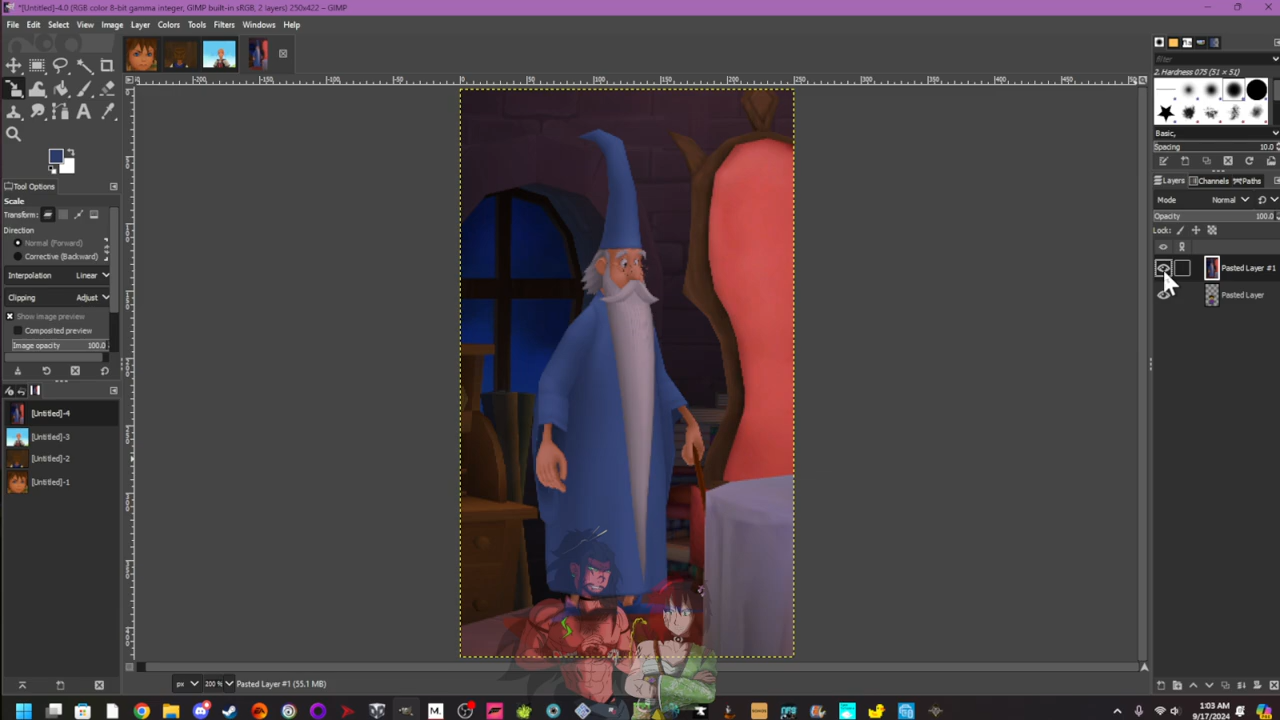 *[Untitled]-4.0 (RGB color 8-bit gamma integer, GIMP built-in sRGB, 2 layers) 250x422 – GIMP
File Edit Select View Image Layer Colors Tools Filters Windows Help
filter
2. Hardness 075 (51 × 51)
Basic,
Spacing 10.0
Layers Channels Paths
Mode Normal
Opacity 100.0
Lock:
Pasted Layer #1
Pasted Layer
Tool Options
Scale
Transform:
Direction
Normal (Forward)
Corrective (Backward)
Interpolation Linear
Clipping Adjust
Show image preview
Composited preview
Image opacity 100.0
[Untitled]-4
[Untitled]-3
[Untitled]-2
[Untitled]-1
px 200 % Pasted Layer #1 (55.1 MB)
1:03 AM
9/17/2024